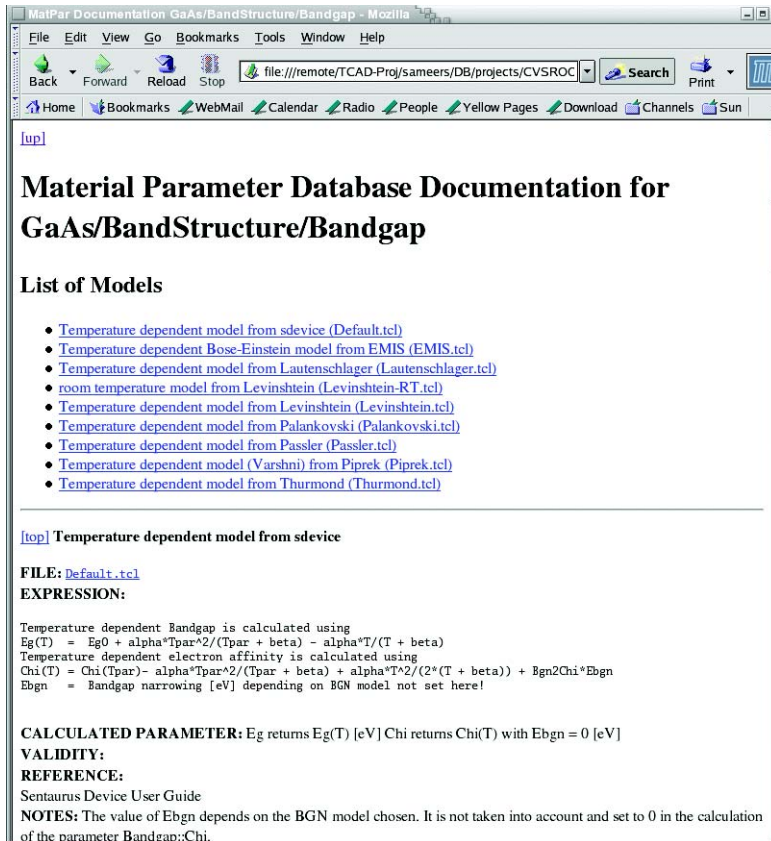 MatPar Documentation GaAs/BandStructure/Bandgap - Mozilla
File Edit View Go Bookmarks Tools Window Help
Back Forward Reload Stop file:///remote/TCAD-Proj/sameers/DB/projects/CVSROC Search Print
Home Bookmarks WebMail Calendar Radio People Yellow Pages Download Channels Sun
[up]
Material Parameter Database Documentation for
GaAs/BandStructure/Bandgap
List of Models
Temperature dependent model from sdevice (Default.tcl)
Temperature dependent Bose-Einstein model from EMIS (EMIS.tcl)
Temperature dependent model from Lautenschlager (Lautenschlager.tcl)
room temperature model from Levinshtein (Levinshtein-RT.tcl)
Temperature dependent model from Levinshtein (Levinshtein.tcl)
Temperature dependent model from Palankovski (Palankovski.tcl)
Temperature dependent model from Passler (Passler.tcl)
Temperature dependent model (Varshni) from Piprek (Piprek.tcl)
Temperature dependent model from Thurmond (Thurmond.tcl)
[top] Temperature dependent model from sdevice
FILE: Default.tcl
EXPRESSION:
Temperature dependent Bandgap is calculated using
Eg(T) = Eg0 + alpha*Tpar^2/(Tpar + beta) - alpha*T/(T + beta)
Temperature dependent electron affinity is calculated using
Chi(T) = Chi(Tpar)- alpha*Tpar^2/(Tpar + beta) + alpha*T^2/(2*(T + beta)) + Bgn2Chi*Ebgn
Ebgn = Bandgap narrowing [eV] depending on BGN model not set here!
CALCULATED PARAMETER: Eg returns Eg(T) [eV] Chi returns Chi(T) with Ebgn = 0 [eV]
VALIDITY:
REFERENCE:
Sentaurus Device User Guide
NOTES: The value of Ebgn depends on the BGN model chosen. It is not taken into account and set to 0 in the calculation
of the parameter Bandgap::Chi.